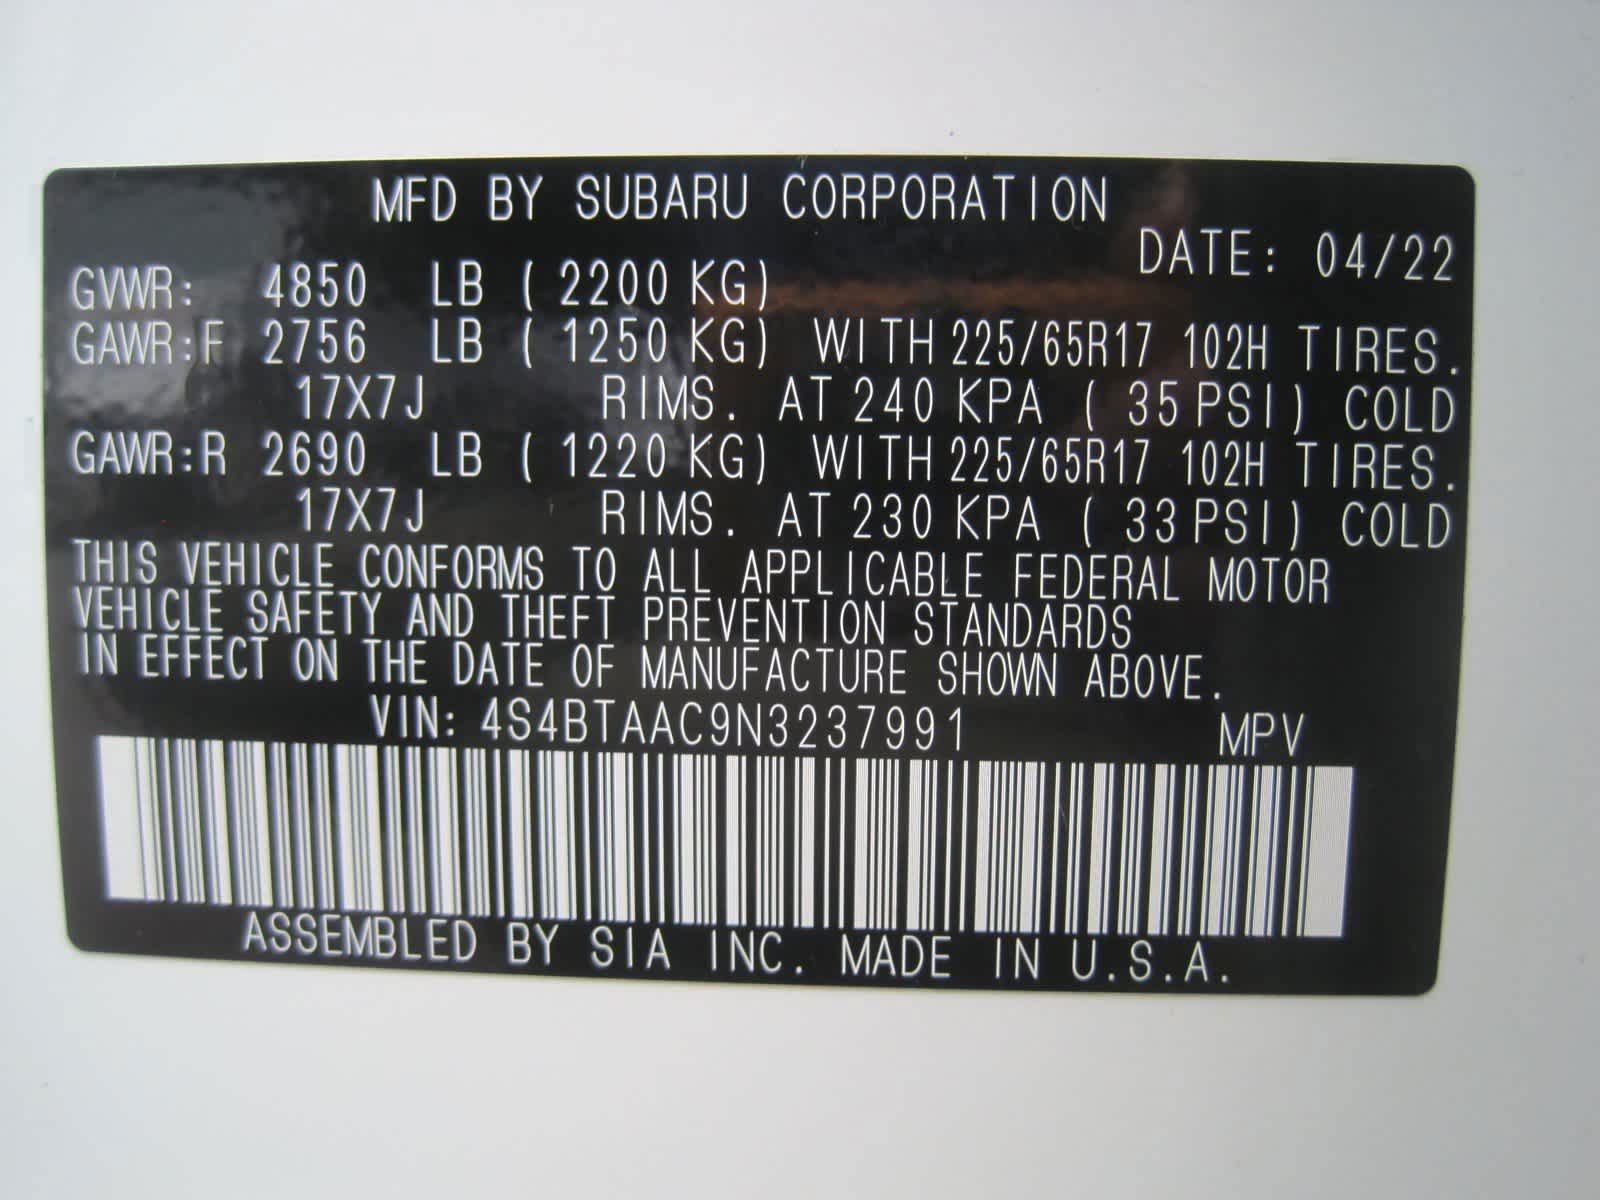 MFD BY SUBARU CORPORATION
DATE: 04/22
GVWR: 4850 LB ( 2200 KG)
GAWR:F 2756 LB ( 1250 KG) WITH 225/65R17 102H TIRES.
17X7J RIMS. AT 240 KPA ( 35 PSI) COLD
GAWR:R 2690 LB ( 1220 KG) WITH 225/65R17 102H TIRES.
17X7J RIMS. AT 230 KPA ( 33 PSI) COLD
THIS VEHICLE CONFORMS TO ALL APPLICABLE FEDERAL MOTOR
VEHICLE SAFETY AND THEFT PREVENTION STANDARDS
IN EFFECT ON THE DATE OF MANUFACTURE SHOWN ABOVE.
VIN: 4S4BTAAC9N3237991 MPV
ASSEMBLED BY SIA INC. MADE IN U.S.A.